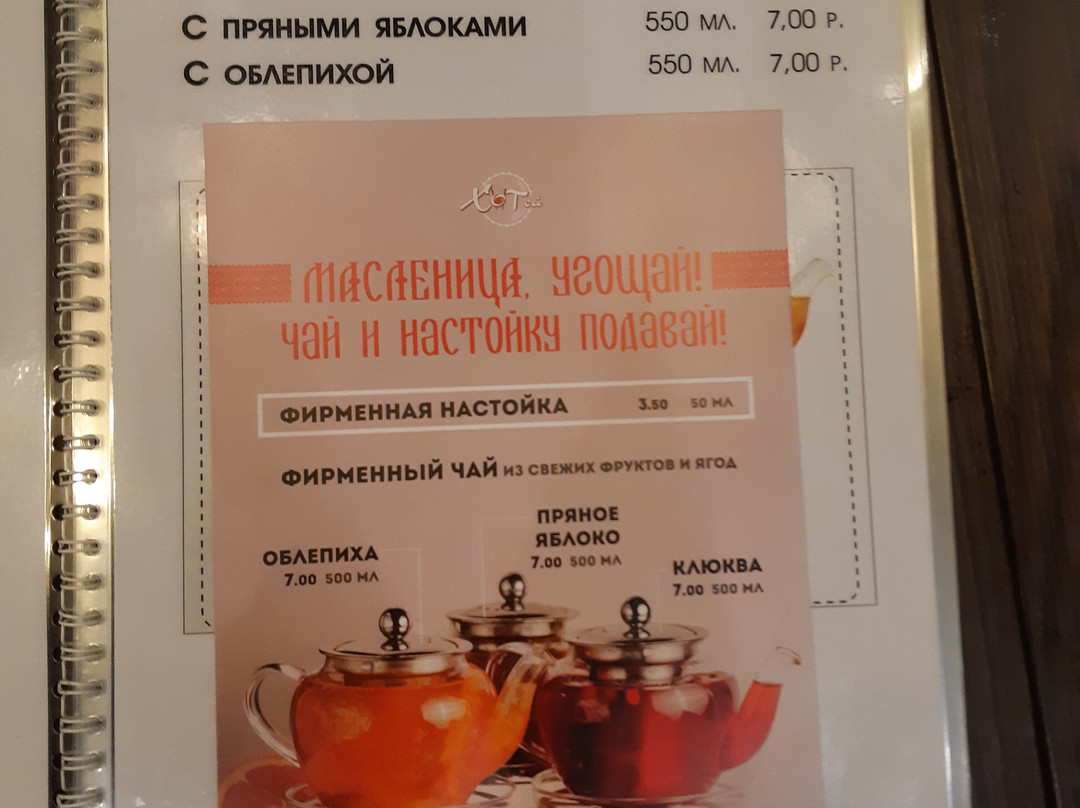 С ПРЯНЫМИ ЯБЛОКАМИ 550 МЛ. 7,00 Р.
С ОБЛЕПИХОЙ 550 МЛ. 7,00 Р.
МАСЛЕНИЦА, УГОЩАЙ!
ЧАЙ И НАСТОЙКУ ПОДАВАЙ!
ФИРМЕННАЯ НАСТОЙКА 3.50 50 МЛ
ФИРМЕННЫЙ ЧАЙ ИЗ СВЕЖИХ ФРУКТОВ И ЯГОД
ОБЛЕПИХА
7.00 500 МЛ
ПРЯНОЕ
ЯБЛОКО
7.00 500 МЛ
КЛЮКВА
7.00 500 МЛ